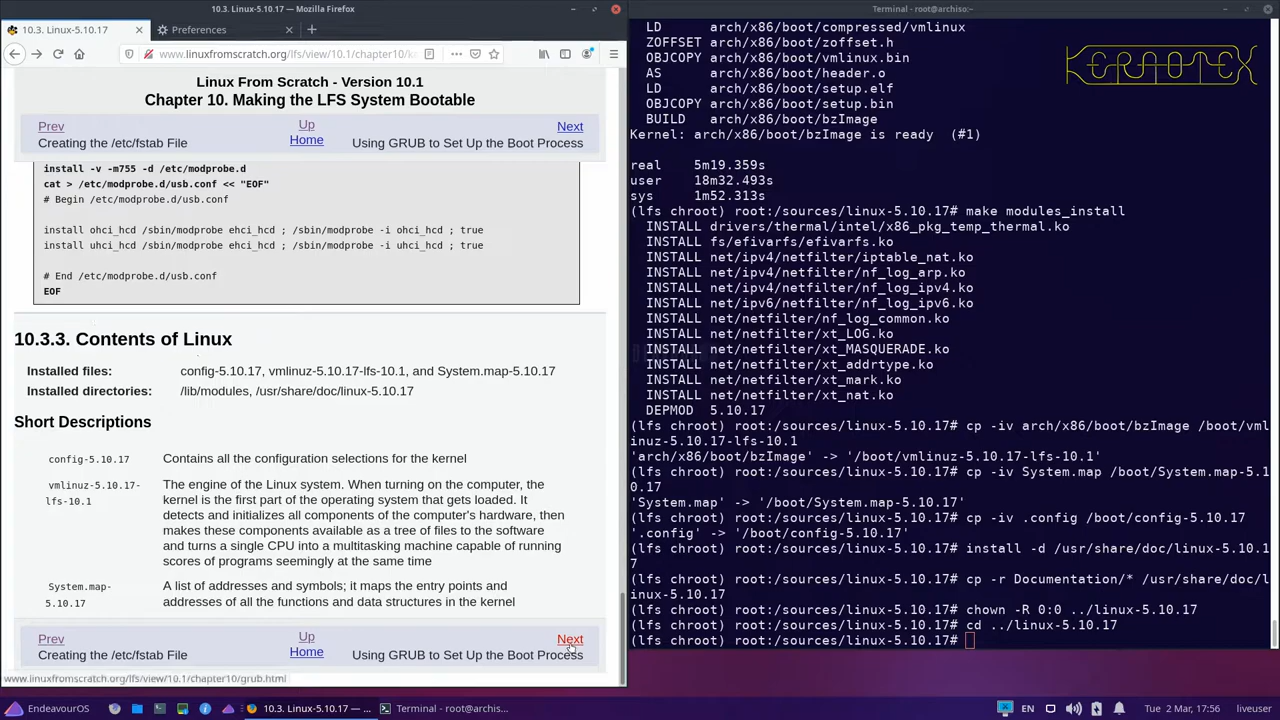 10.3. Linux-5.10.17 — Mozilla Firefox
10.3. Linux-5.10.17
Preferences
www.linuxfromscratch.org/lfs/view/10.1/chapter10/ke
Linux From Scratch - Version 10.1
Chapter 10. Making the LFS System Bootable
Prev
Up
Next
Creating the /etc/fstab File
Home
Using GRUB to Set Up the Boot Process
install -v -m755 -d /etc/modprobe.d
cat > /etc/modprobe.d/usb.conf << "EOF"
# Begin /etc/modprobe.d/usb.conf
install ohci_hcd /sbin/modprobe ehci_hcd ; /sbin/modprobe -i ohci_hcd ; true
install uhci_hcd /sbin/modprobe ehci_hcd ; /sbin/modprobe -i uhci_hcd ; true
# End /etc/modprobe.d/usb.conf
EOF
10.3.3. Contents of Linux
Installed files: config-5.10.17, vmlinuz-5.10.17-lfs-10.1, and System.map-5.10.17
Installed directories: /lib/modules, /usr/share/doc/linux-5.10.17
Short Descriptions
config-5.10.17 Contains all the configuration selections for the kernel
vmlinuz-5.10.17- The engine of the Linux system. When turning on the computer, the
lfs-10.1 kernel is the first part of the operating system that gets loaded. It
detects and initializes all components of the computer's hardware, then
makes these components available as a tree of files to the software
and turns a single CPU into a multitasking machine capable of running
scores of programs seemingly at the same time
System.map- A list of addresses and symbols; it maps the entry points and
5.10.17 addresses of all the functions and data structures in the kernel
Prev
Up
Next
Creating the /etc/fstab File
Home
Using GRUB to Set Up the Boot Process
www.linuxfromscratch.org/lfs/view/10.1/chapter10/grub.html
Terminal - root@archiso:~
KERAOTEX
LD arch/x86/boot/compressed/vmlinux
ZOFFSET arch/x86/boot/zoffset.h
OBJCOPY arch/x86/boot/vmlinux.bin
AS arch/x86/boot/header.o
LD arch/x86/boot/setup.elf
OBJCOPY arch/x86/boot/setup.bin
BUILD arch/x86/boot/bzImage
Kernel: arch/x86/boot/bzImage is ready (#1)
real 5m19.359s
user 18m32.493s
sys 1m52.313s
(lfs chroot) root:/sources/linux-5.10.17# make modules_install
INSTALL drivers/thermal/intel/x86_pkg_temp_thermal.ko
INSTALL fs/efivarfs/efivarfs.ko
INSTALL net/ipv4/netfilter/iptable_nat.ko
INSTALL net/ipv4/netfilter/nf_log_arp.ko
INSTALL net/ipv4/netfilter/nf_log_ipv4.ko
INSTALL net/ipv6/netfilter/nf_log_ipv6.ko
INSTALL net/netfilter/nf_log_common.ko
INSTALL net/netfilter/xt_LOG.ko
INSTALL net/netfilter/xt_MASQUERADE.ko
INSTALL net/netfilter/xt_addrtype.ko
INSTALL net/netfilter/xt_mark.ko
INSTALL net/netfilter/xt_nat.ko
DEPMOD 5.10.17
(lfs chroot) root:/sources/linux-5.10.17# cp -iv arch/x86/boot/bzImage /boot/vml
inuz-5.10.17-lfs-10.1
'arch/x86/boot/bzImage' -> '/boot/vmlinuz-5.10.17-lfs-10.1'
(lfs chroot) root:/sources/linux-5.10.17# cp -iv System.map /boot/System.map-5.1
0.17
'System.map' -> '/boot/System.map-5.10.17'
(lfs chroot) root:/sources/linux-5.10.17# cp -iv .config /boot/config-5.10.17
'.config' -> '/boot/config-5.10.17'
(lfs chroot) root:/sources/linux-5.10.17# install -d /usr/share/doc/linux-5.10.1
7
(lfs chroot) root:/sources/linux-5.10.17# cp -r Documentation/* /usr/share/doc/l
inux-5.10.17
(lfs chroot) root:/sources/linux-5.10.17# chown -R 0:0 ../linux-5.10.17
(lfs chroot) root:/sources/linux-5.10.17# cd ../linux-5.10.17
(lfs chroot) root:/sources/linux-5.10.17#
EndeavourOS
10.3. Linux-5.10.17 — ...
Terminal - root@archis...
EN
Tue 2 Mar, 17:56
liveuser